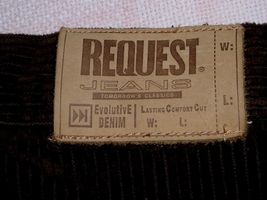 REQUEST® W:
JEANS
TOMORROW'S CLASSICS L:
EVOLUTIVE LASTING COMFORT CUT
DENIM W: L: